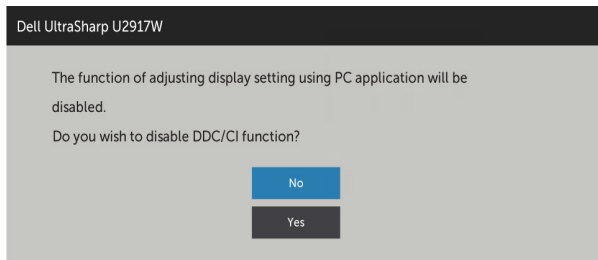 Dell UltraSharp U2917W
The function of adjusting display setting using PC application will be
disabled.
Do you wish to disable DDC/CI function?
No
Yes